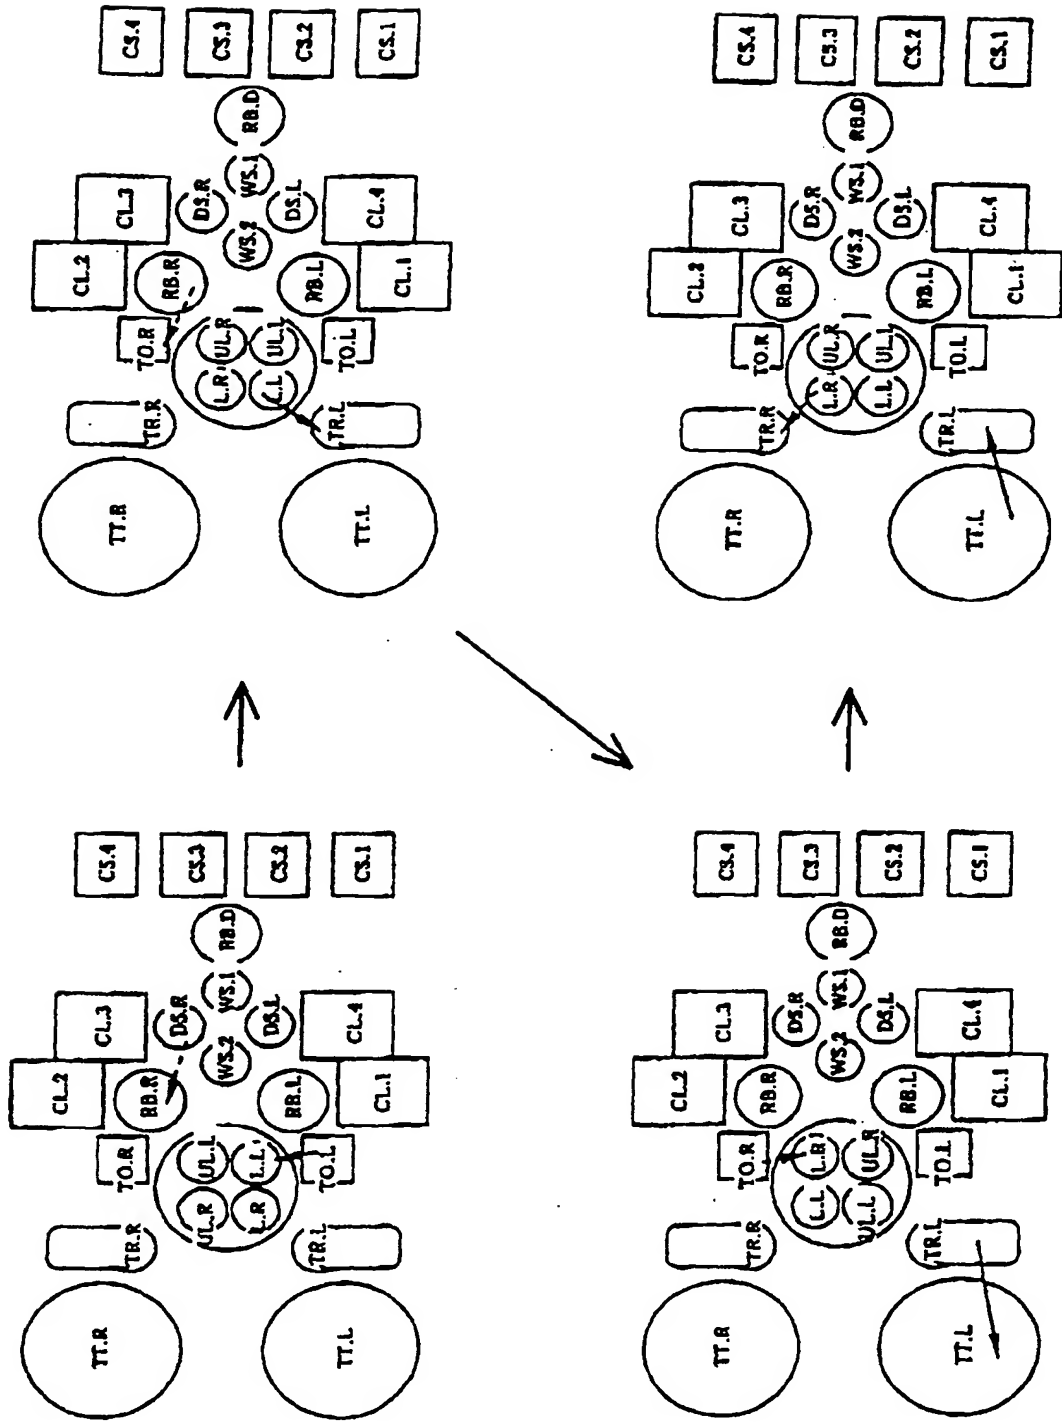 CL.2
CL.3
CS.4
TT.R
TR.R
TO.R
RB.R
DS.R
CS.3
UL.R
UL.L
WS.2
WS.1
RB.D
L.R
L.L
RB.L
DS.L
CS.2
TT.L
TR.L
TO.L
CL.1
CL.4
CS.1
CL.2
CL.3
CS.4
TT.R
TR.R
TO.R
RB.R
DS.R
CS.3
L.R
UL.R
WS.2
WS.1
RB.D
L.L
UL.L
RB.L
DS.L
CS.2
TT.L
TR.L
TO.L
CL.1
CL.4
CS.1
CL.2
CL.3
CS.4
TT.R
TR.R
TO.R
RB.R
DS.R
CS.3
L.L
L.R
WS.2
WS.1
RB.D
UL.L
UL.R
RB.L
DS.L
CS.2
TT.L
TR.L
TO.L
CL.1
CL.4
CS.1
CL.2
CL.3
CS.4
TT.R
TR.R
TO.R
RB.R
DS.R
CS.3
L.R
UL.R
WS.2
WS.1
RB.D
L.L
UL.L
RB.L
DS.L
CS.2
TT.L
TR.L
TO.L
CL.1
CL.4
CS.1